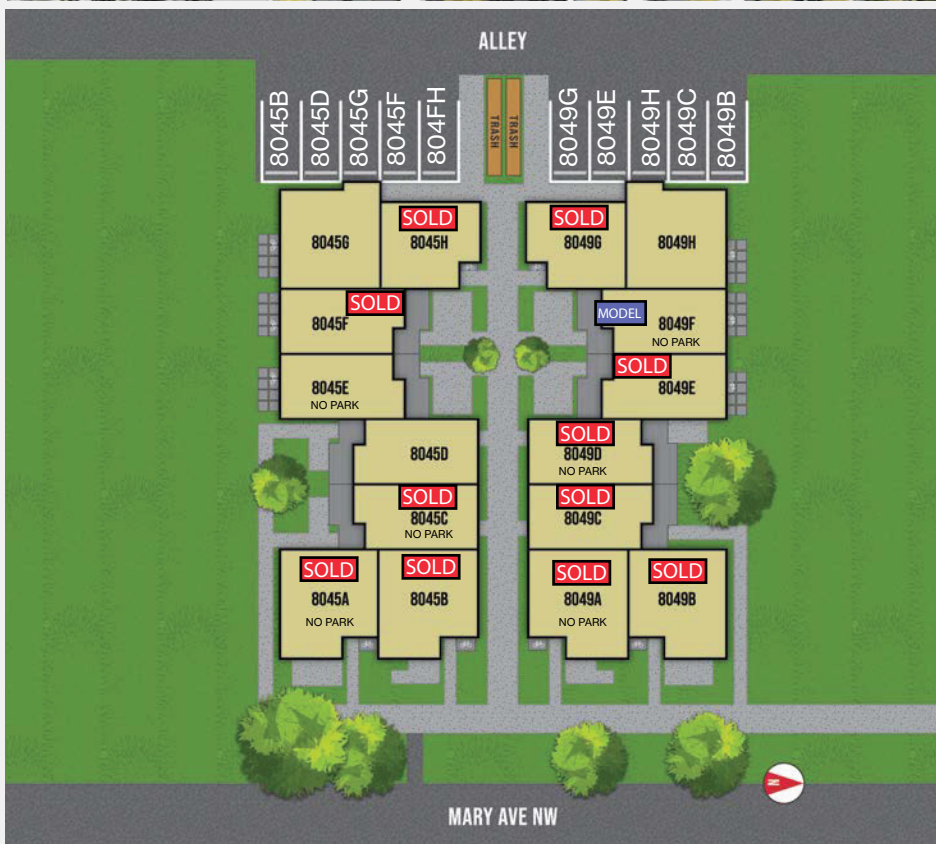 ALLEY
8045B
8045D
8045G
8045F
804FH
TRASH
TRASH
8049G
8049E
8049H
8049C
8049B
8045G
SOLD
8045H
SOLD
8049G
8049H
8045F
SOLD
MODEL
8049F
NO PARK
8045E
NO PARK
SOLD
8049E
8045D
SOLD
8049D
NO PARK
SOLD
8045C
NO PARK
SOLD
8049C
SOLD
8045A
NO PARK
SOLD
8045B
SOLD
8049A
NO PARK
SOLD
8049B
N
MARY AVE NW